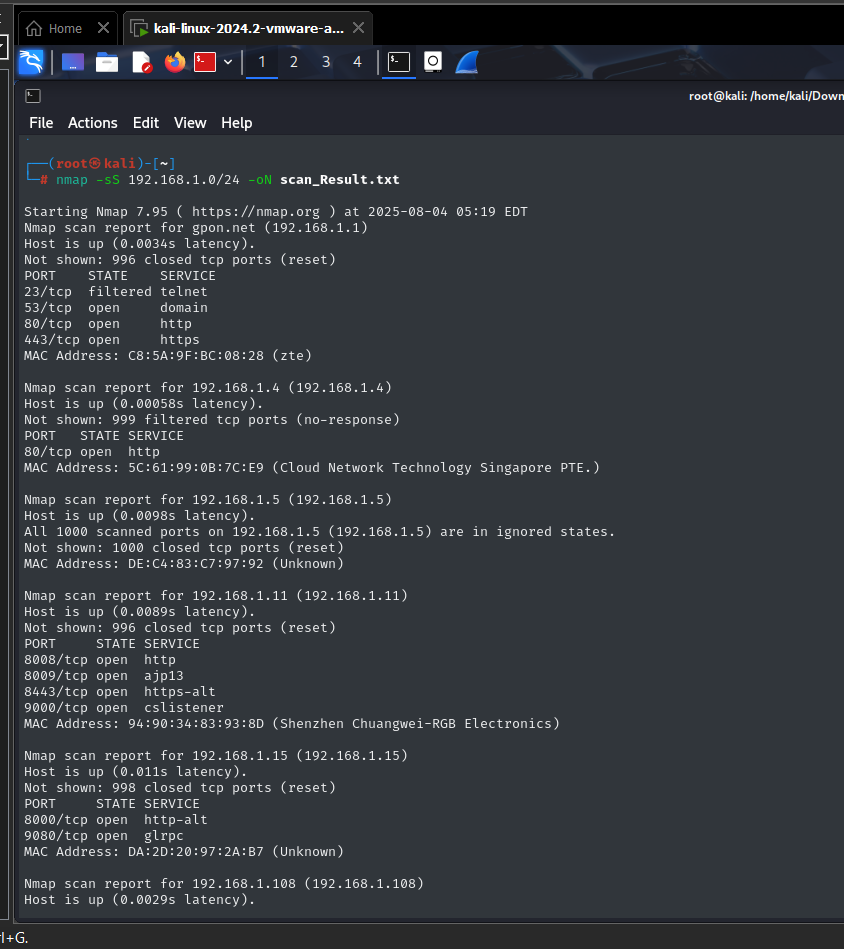 Home
kali-linux-2024.2-vmware-a...
1 2 3 4
root@kali: /home/kali/Down
File Actions Edit View Help
┌──(root㉿kali)-[~]
└─# nmap -sS 192.168.1.0/24 -oN scan_Result.txt
Starting Nmap 7.95 ( https://nmap.org ) at 2025-08-04 05:19 EDT
Nmap scan report for gpon.net (192.168.1.1)
Host is up (0.0034s latency).
Not shown: 996 closed tcp ports (reset)
PORT    STATE    SERVICE
23/tcp  filtered telnet
53/tcp  open     domain
80/tcp  open     http
443/tcp open     https
MAC Address: C8:5A:9F:BC:08:28 (zte)
Nmap scan report for 192.168.1.4 (192.168.1.4)
Host is up (0.00058s latency).
Not shown: 999 filtered tcp ports (no-response)
PORT   STATE SERVICE
80/tcp open  http
MAC Address: 5C:61:99:0B:7C:E9 (Cloud Network Technology Singapore PTE.)
Nmap scan report for 192.168.1.5 (192.168.1.5)
Host is up (0.0098s latency).
All 1000 scanned ports on 192.168.1.5 (192.168.1.5) are in ignored states.
Not shown: 1000 closed tcp ports (reset)
MAC Address: DE:C4:83:C7:97:92 (Unknown)
Nmap scan report for 192.168.1.11 (192.168.1.11)
Host is up (0.0089s latency).
Not shown: 996 closed tcp ports (reset)
PORT     STATE SERVICE
8008/tcp open  http
8009/tcp open  ajp13
8443/tcp open  https-alt
9000/tcp open  cslistener
MAC Address: 94:90:34:83:93:8D (Shenzhen Chuangwei-RGB Electronics)
Nmap scan report for 192.168.1.15 (192.168.1.15)
Host is up (0.011s latency).
Not shown: 998 closed tcp ports (reset)
PORT     STATE SERVICE
8000/tcp open  http-alt
9080/tcp open  glrpc
MAC Address: DA:2D:20:97:2A:B7 (Unknown)
Nmap scan report for 192.168.1.108 (192.168.1.108)
Host is up (0.0029s latency).
l+G.